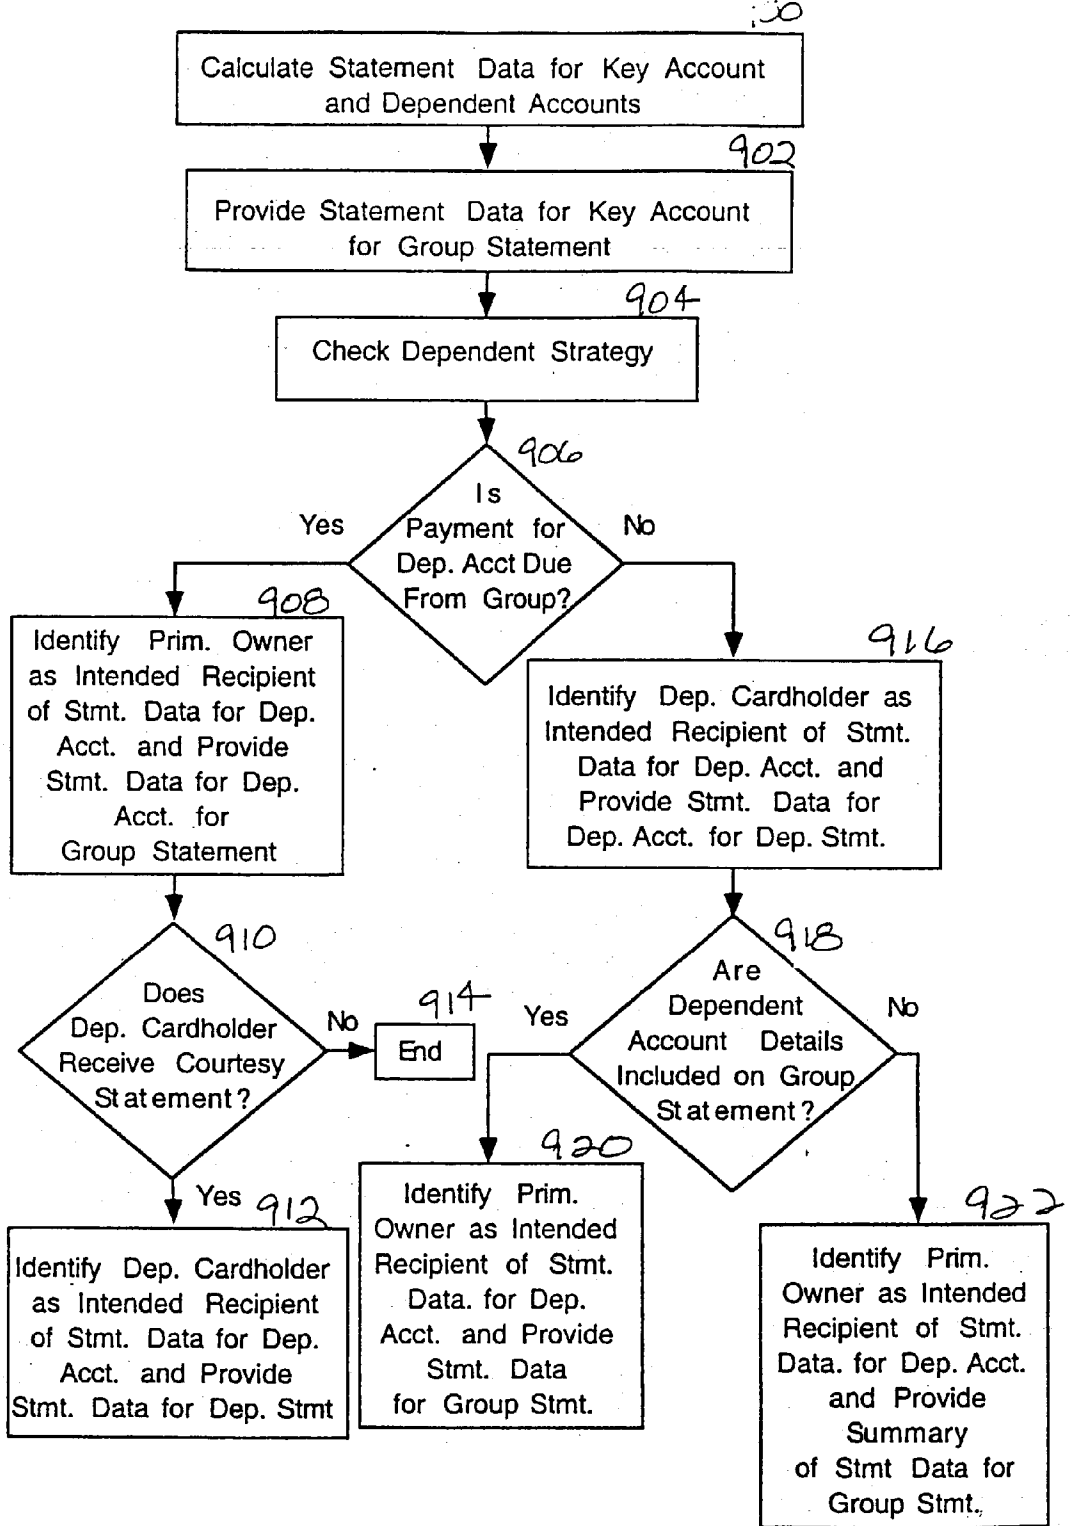 Calculate Statement Data for Key Account
and Dependent Accounts
902
Provide Statement Data for Key Account
for Group Statement
904
Check Dependent Strategy
906
Is
Payment for
Dep. Acct Due
From Group?
Yes
No
908
Identify Prim. Owner
as Intended Recipient
of Stmt. Data for Dep.
Acct. and Provide
Stmt. Data for Dep.
Acct. for
Group Statement
916
Identify Dep. Cardholder as
Intended Recipient of Stmt.
Data for Dep. Acct. and
Provide Stmt. Data for
Dep. Acct. for Dep. Stmt.
910
Does
Dep. Cardholder
Receive Courtesy
Statement?
No
914
End
918
Are
Dependent
Account Details
Included on Group
Statement?
Yes
No
Yes
912
Identify Dep. Cardholder
as Intended Recipient
of Stmt. Data for Dep.
Acct. and Provide
Stmt. Data for Dep. Stmt
920
Identify Prim.
Owner as Intended
Recipient of Stmt.
Data. for Dep.
Acct. and Provide
Stmt. Data
for Group Stmt.
922
Identify Prim.
Owner as Intended
Recipient of Stmt.
Data. for Dep. Acct.
and Provide
Summary
of Stmt Data for
Group Stmt.